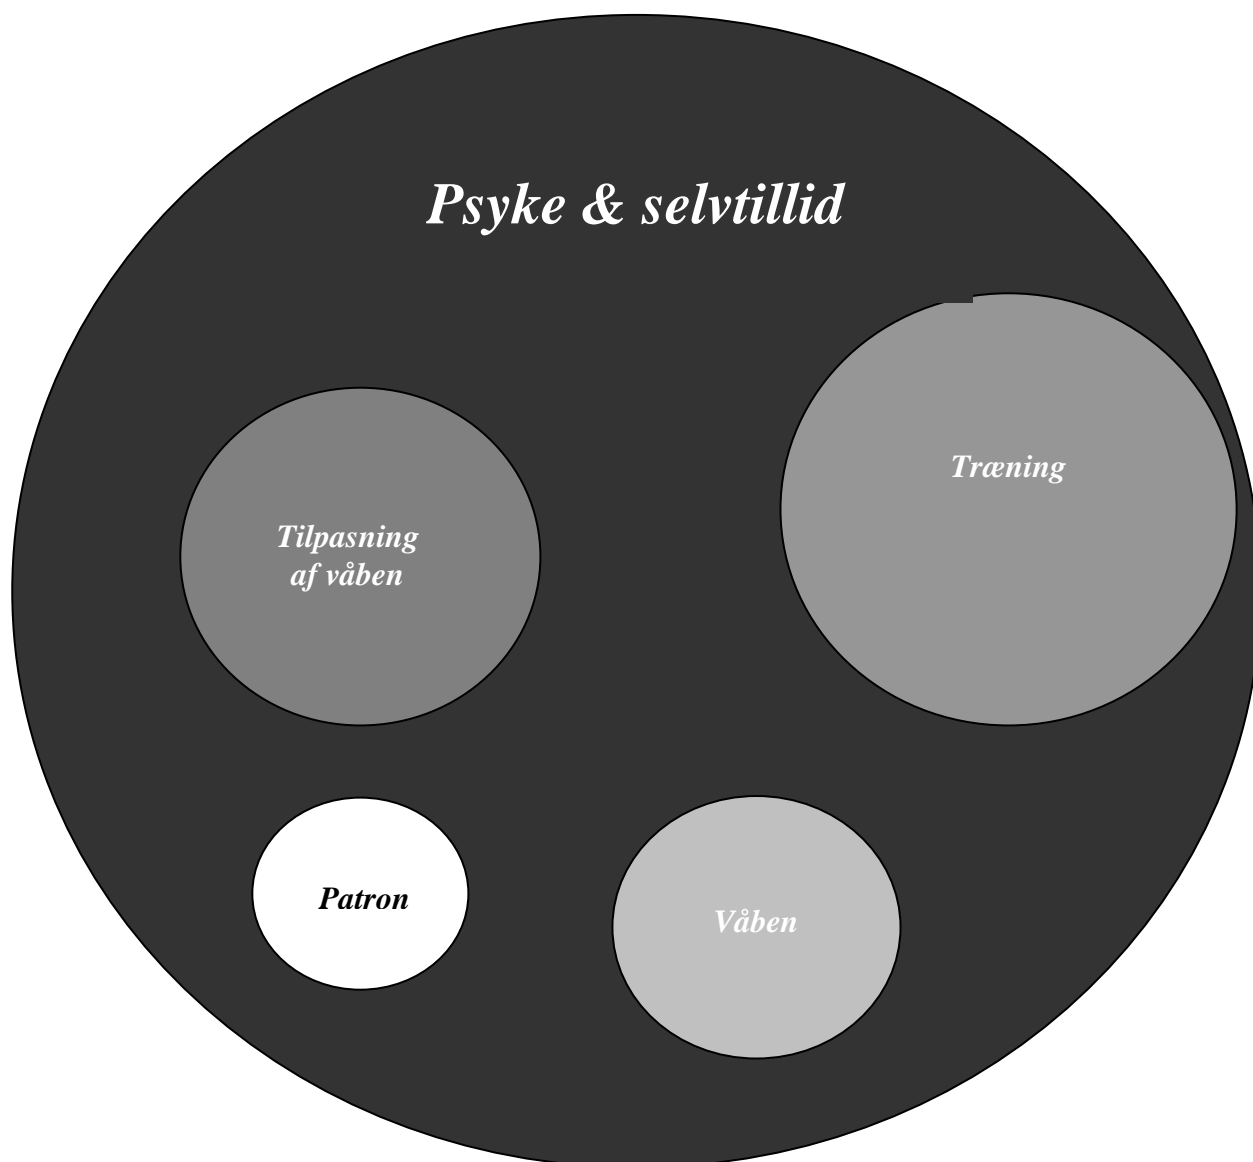 Psyke & selvtillid
Træning
Tilpasning
af våben
Patron
Våben